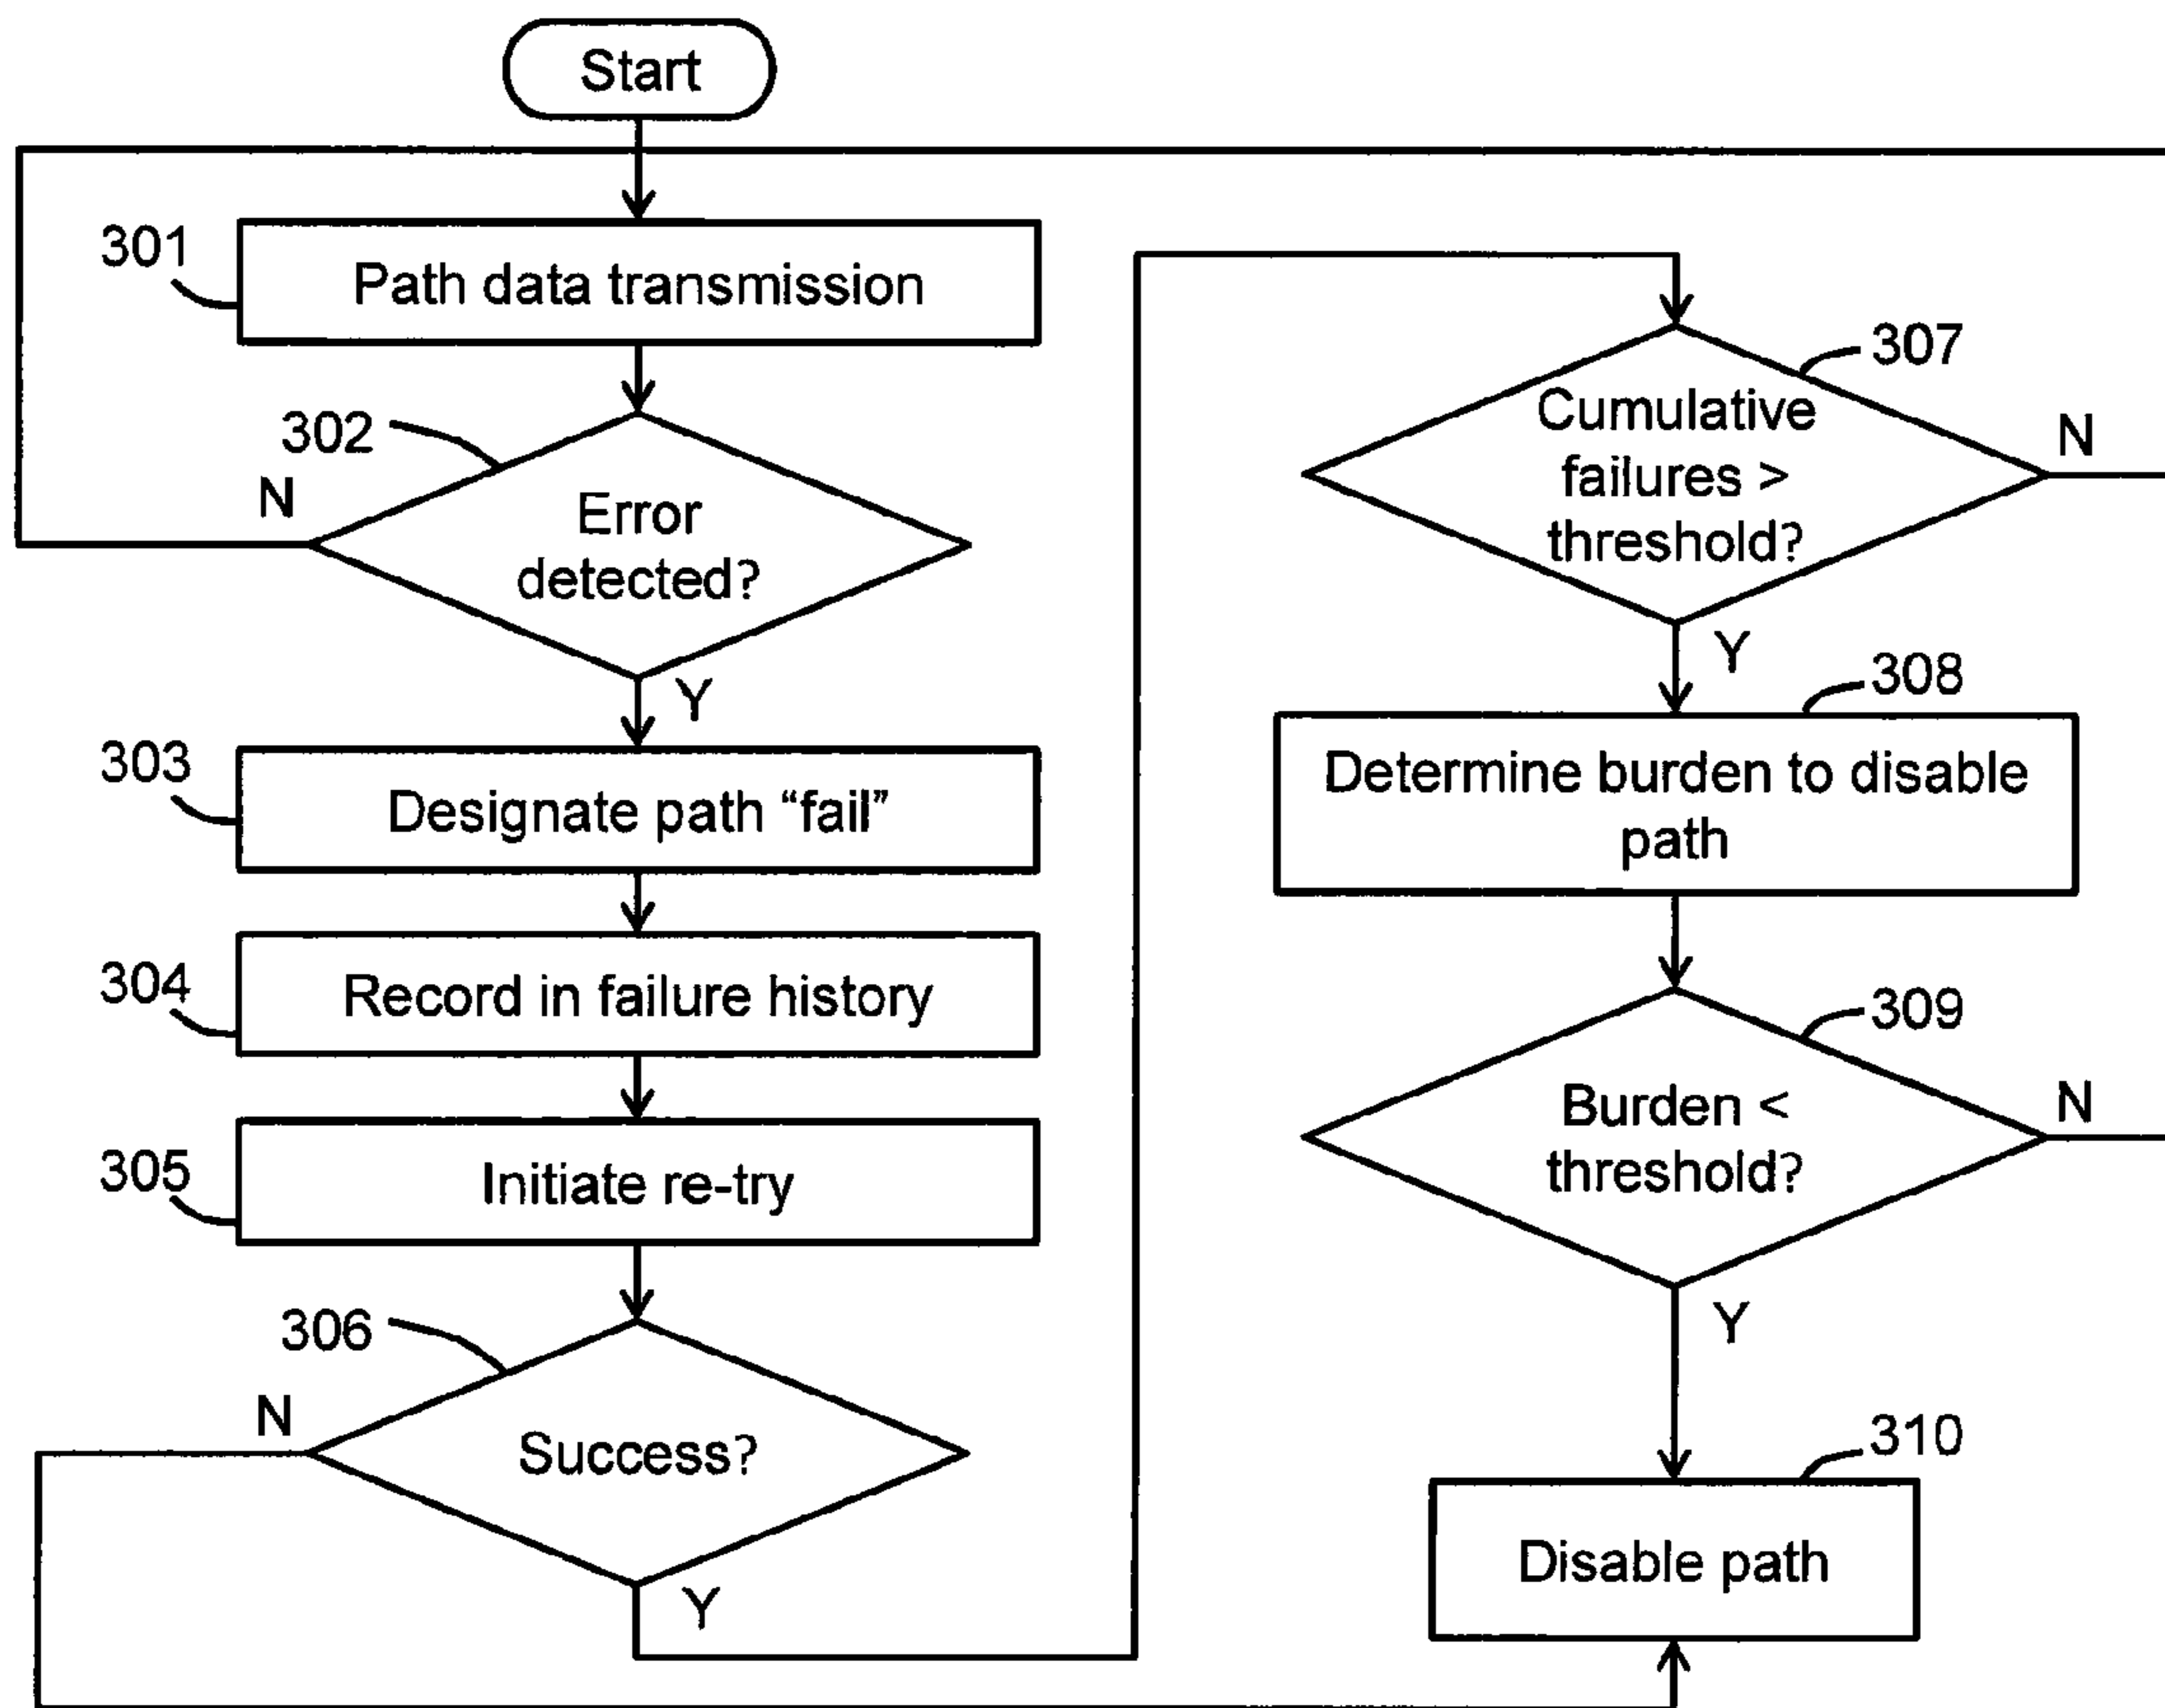 Start
301
Path data transmission
302
N
Error
detected?
Y
303
Designate path “fail”
304
Record in failure history
305
Initiate re-try
306
N
Success?
Y
307
Cumulative
failures >
threshold?
N
Y
308
Determine burden to disable
path
309
Burden <
threshold?
N
Y
310
Disable path